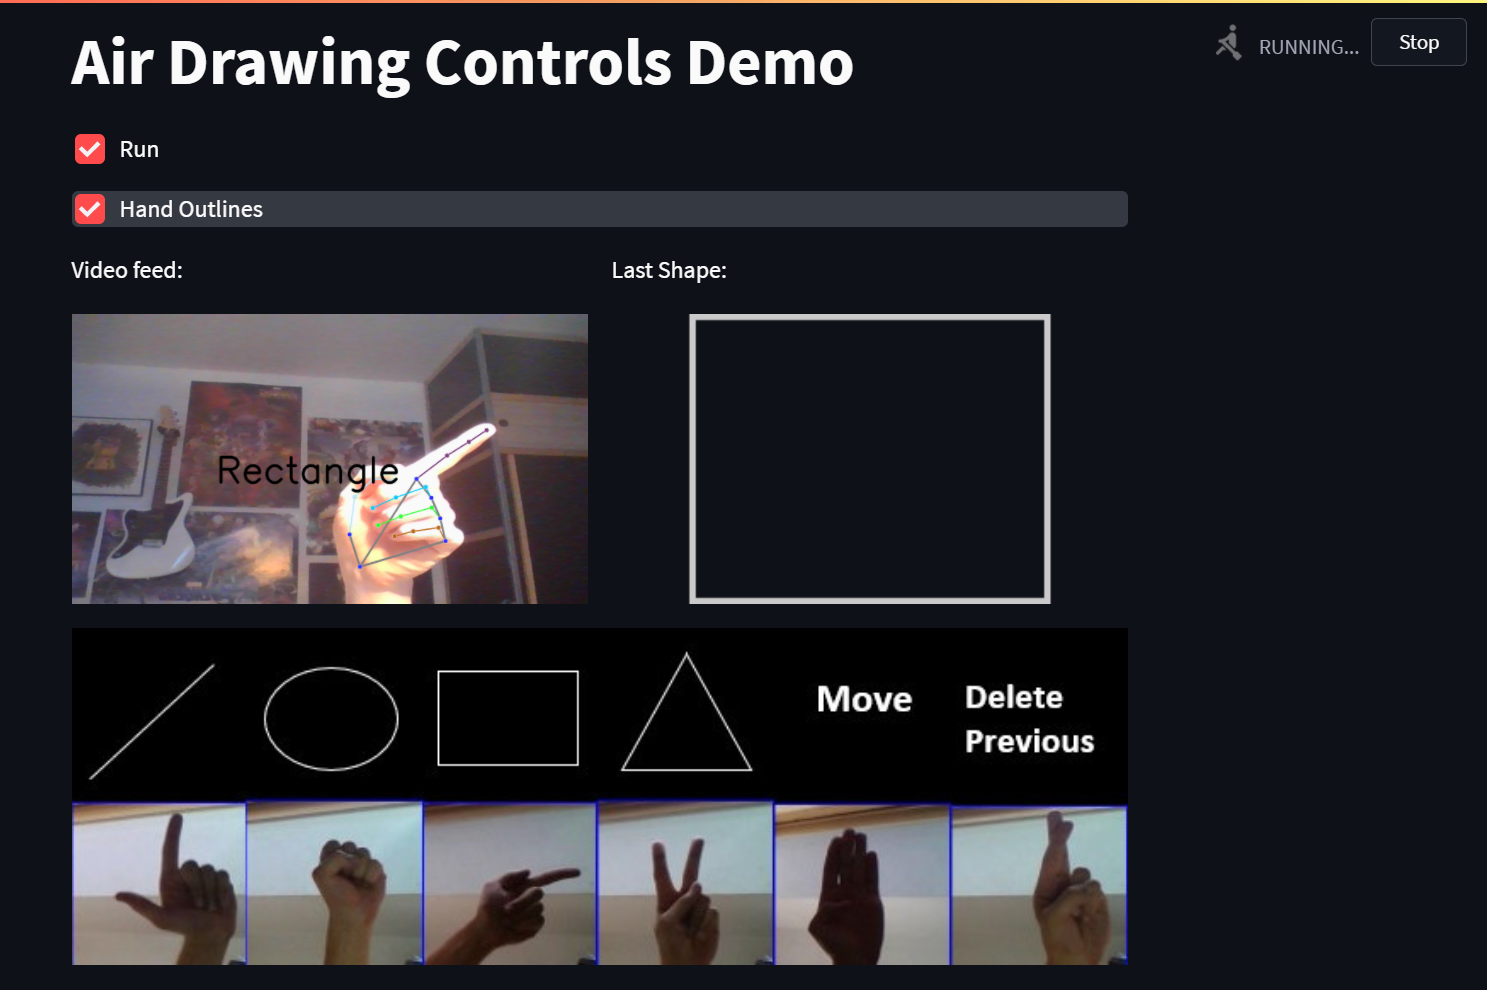 Air Drawing Controls Demo
RUNNING...
Stop
Run
Hand Outlines
Video feed:
Last Shape:
Rectangle
Move
Delete
Previous